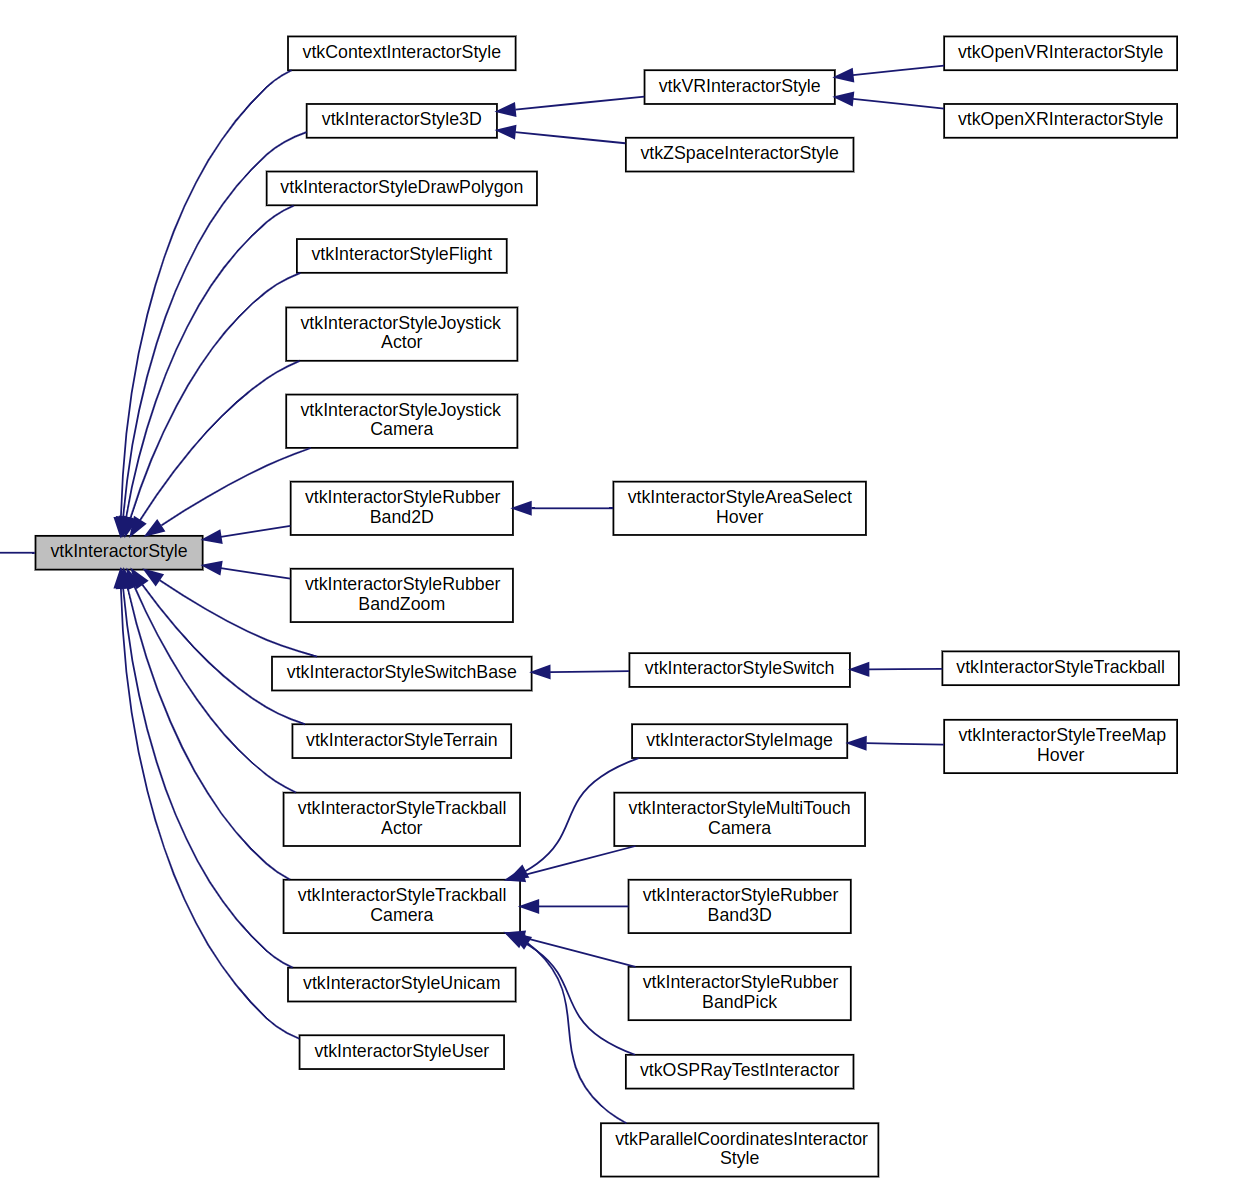 vtkContextInteractorStyle
vtkOpenVRInteractorStyle
vtkVRInteractorStyle
vtkInteractorStyle3D
vtkOpenXRInteractorStyle
vtkZSpaceInteractorStyle
vtkInteractorStyleDrawPolygon
vtkInteractorStyleFlight
vtkInteractorStyleJoystick
Actor
vtkInteractorStyleJoystick
Camera
vtkInteractorStyleRubber
Band2D
vtkInteractorStyleAreaSelect
Hover
vtkInteractorStyle
vtkInteractorStyleRubber
BandZoom
vtkInteractorStyleSwitchBase
vtkInteractorStyleSwitch
vtkInteractorStyleTrackball
vtkInteractorStyleTerrain
vtkInteractorStyleImage
vtkInteractorStyleTreeMap
Hover
vtkInteractorStyleTrackball
Actor
vtkInteractorStyleMultiTouch
Camera
vtkInteractorStyleTrackball
Camera
vtkInteractorStyleRubber
Band3D
vtkInteractorStyleUnicam
vtkInteractorStyleRubber
BandPick
vtkInteractorStyleUser
vtkOSPRayTestInteractor
vtkParallelCoordinatesInteractor
Style